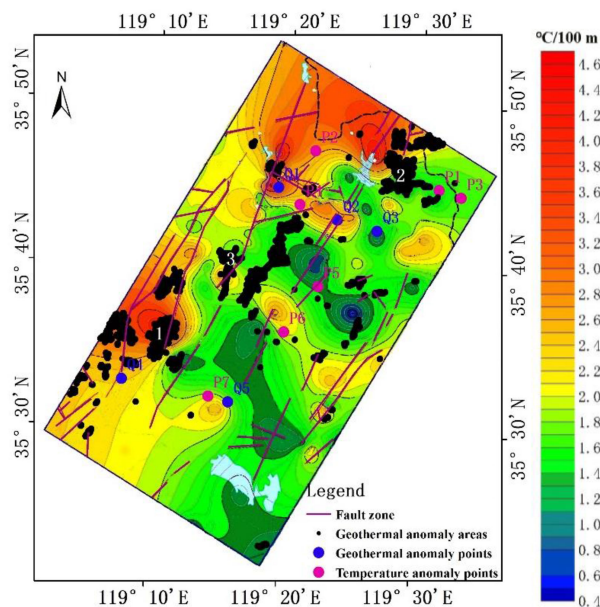 119° 10′ E
119° 20′ E
119° 30′ E
℃/100 m
N
35° 50′ N
35° 50′ N
4.6
4.4
4.2
4.0
3.8
3.6
3.4
3.2
3.0
2.8
2.6
2.4
2.2
2.0
1.8
1.6
1.4
1.2
1.0
0.8
0.6
0.4
P2
Q1
2
P1
P3
Q2
Q3
35° 40′ N
35° 40′ N
3
P5
P6
1
Q4
P7
Q5
35° 30′ N
35° 30′ N
Legend
Fault zone
Geothermal anomaly areas
Geothermal anomaly points
Temperature anomaly points
119° 10′ E
119° 20′ E
119° 30′ E